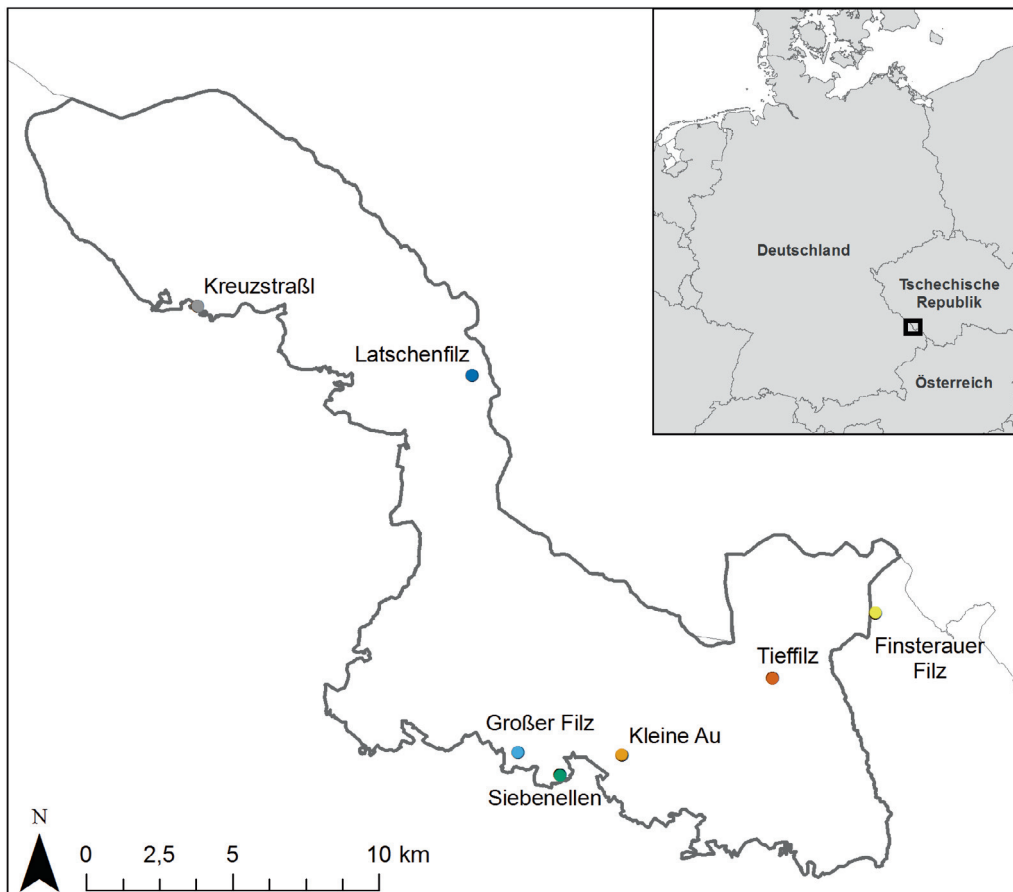 Deutschland
Tschechische
Republik
Österreich
Kreuzstraßl
Latschenfilz
Finsterauer
Filz
Tieffilz
Großer Filz
Kleine Au
Siebenellen
N
0 2,5 5 10 km